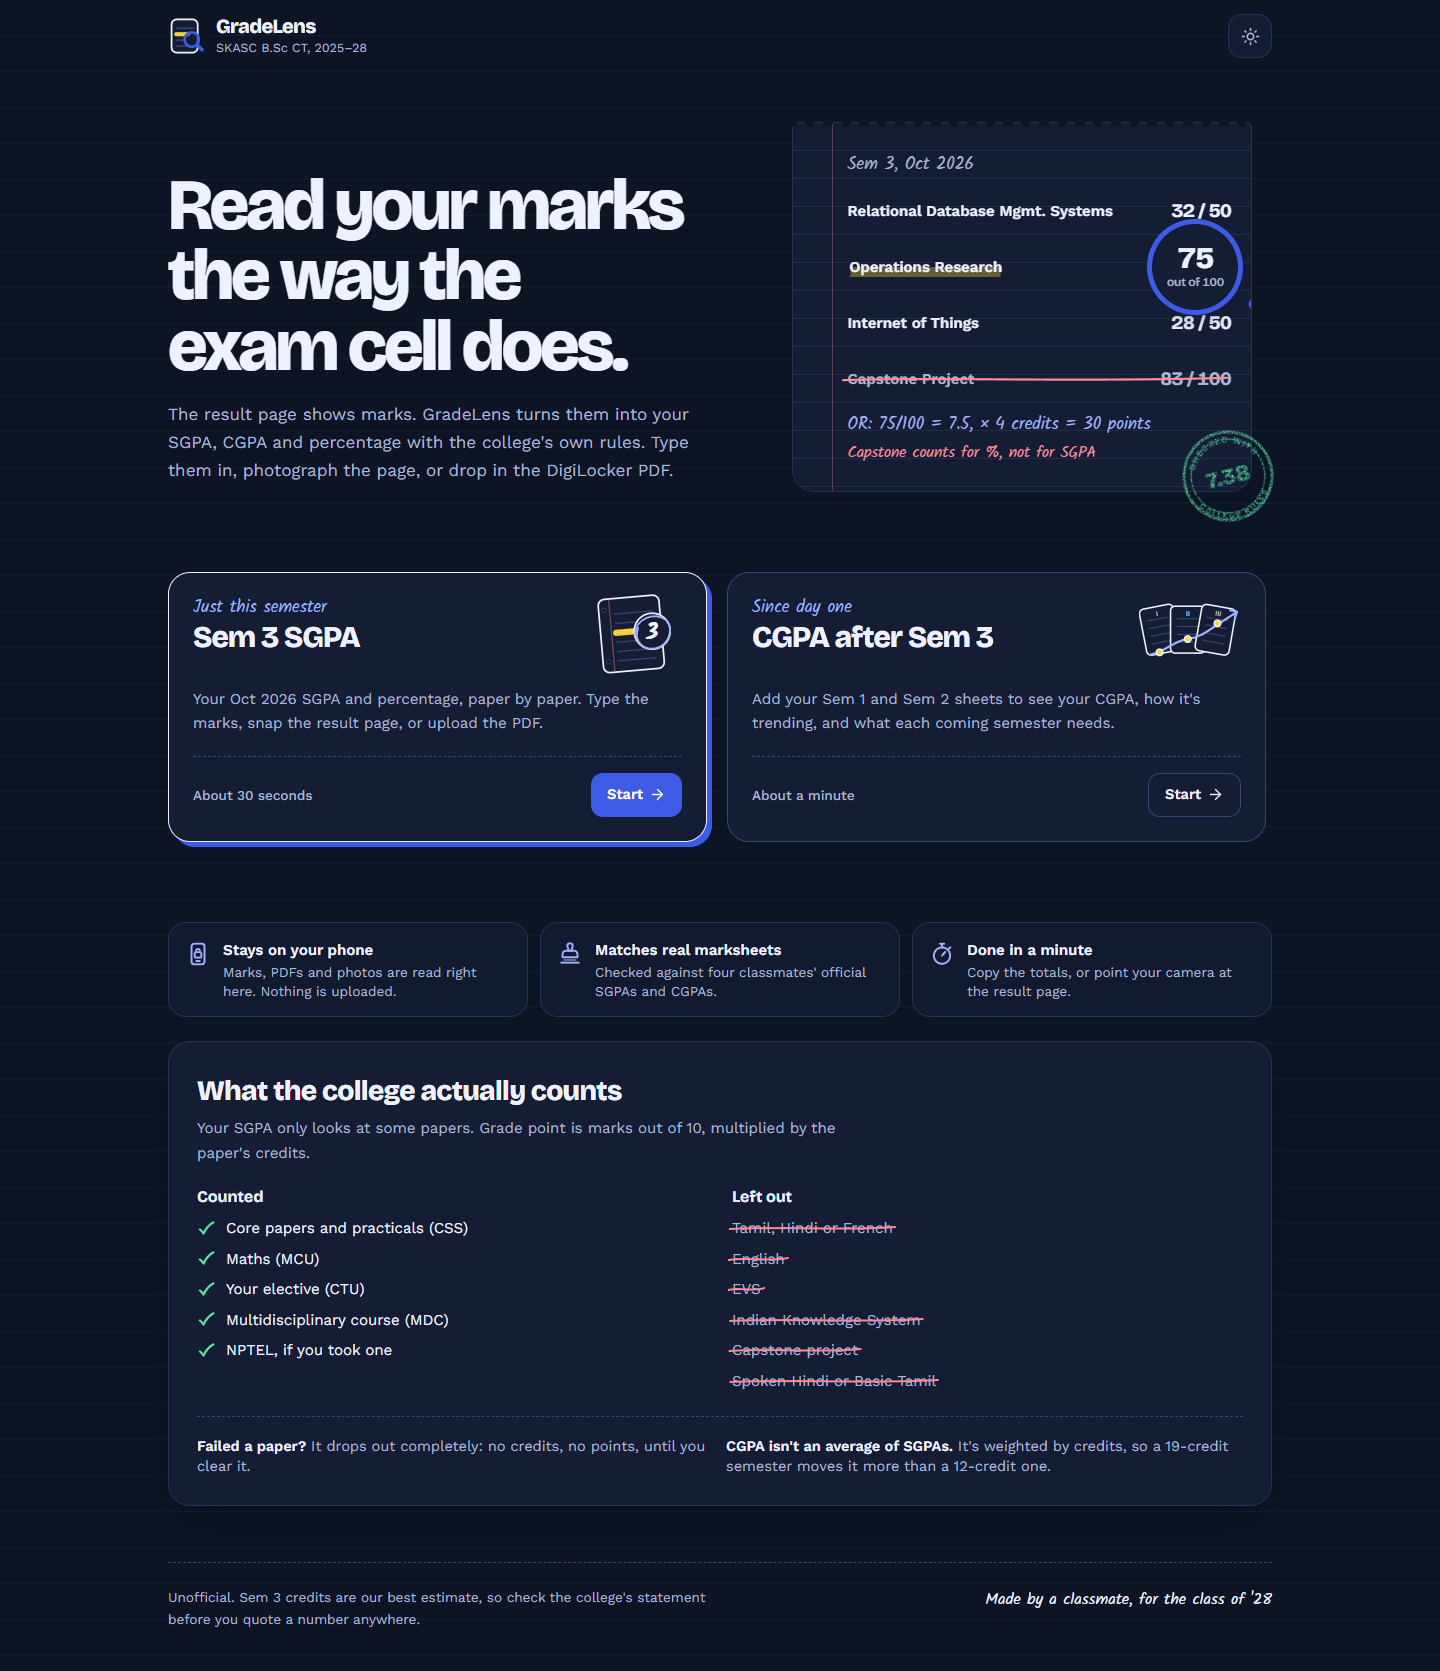 GradeLens
SKASC B.Sc CT, 2025–28
Read your marks
the way the
exam cell does.
The result page shows marks. GradeLens turns them into your
SGPA, CGPA and percentage with the college's own rules. Type
them in, photograph the page, or drop in the DigiLocker PDF.
Sem 3, Oct 2026
Relational Database Mgmt. Systems 32 / 50
Operations Research 75
out of 100
Internet of Things 28 / 50
Capstone Project 83 / 100
OR: 75/100 = 7.5, × 4 credits = 30 points
Capstone counts for %, not for SGPA
7.38
Just this semester
Sem 3 SGPA
3
Your Oct 2026 SGPA and percentage, paper by paper. Type the
marks, snap the result page, or upload the PDF.
About 30 seconds
Start →
Since day one
CGPA after Sem 3
I II III
Add your Sem 1 and Sem 2 sheets to see your CGPA, how it's
trending, and what each coming semester needs.
About a minute
Start →
Stays on your phone
Marks, PDFs and photos are read right
here. Nothing is uploaded.
Matches real marksheets
Checked against four classmates' official
SGPAs and CGPAs.
Done in a minute
Copy the totals, or point your camera at
the result page.
What the college actually counts
Your SGPA only looks at some papers. Grade point is marks out of 10, multiplied by the
paper's credits.
Counted
Core papers and practicals (CSS)
Maths (MCU)
Your elective (CTU)
Multidisciplinary course (MDC)
NPTEL, if you took one
Left out
Tamil, Hindi or French
English
EVS
Indian Knowledge System
Capstone project
Spoken Hindi or Basic Tamil
Failed a paper? It drops out completely: no credits, no points, until you
clear it.
CGPA isn't an average of SGPAs. It's weighted by credits, so a 19-credit
semester moves it more than a 12-credit one.
Unofficial. Sem 3 credits are our best estimate, so check the college's statement
before you quote a number anywhere.
Made by a classmate, for the class of '28